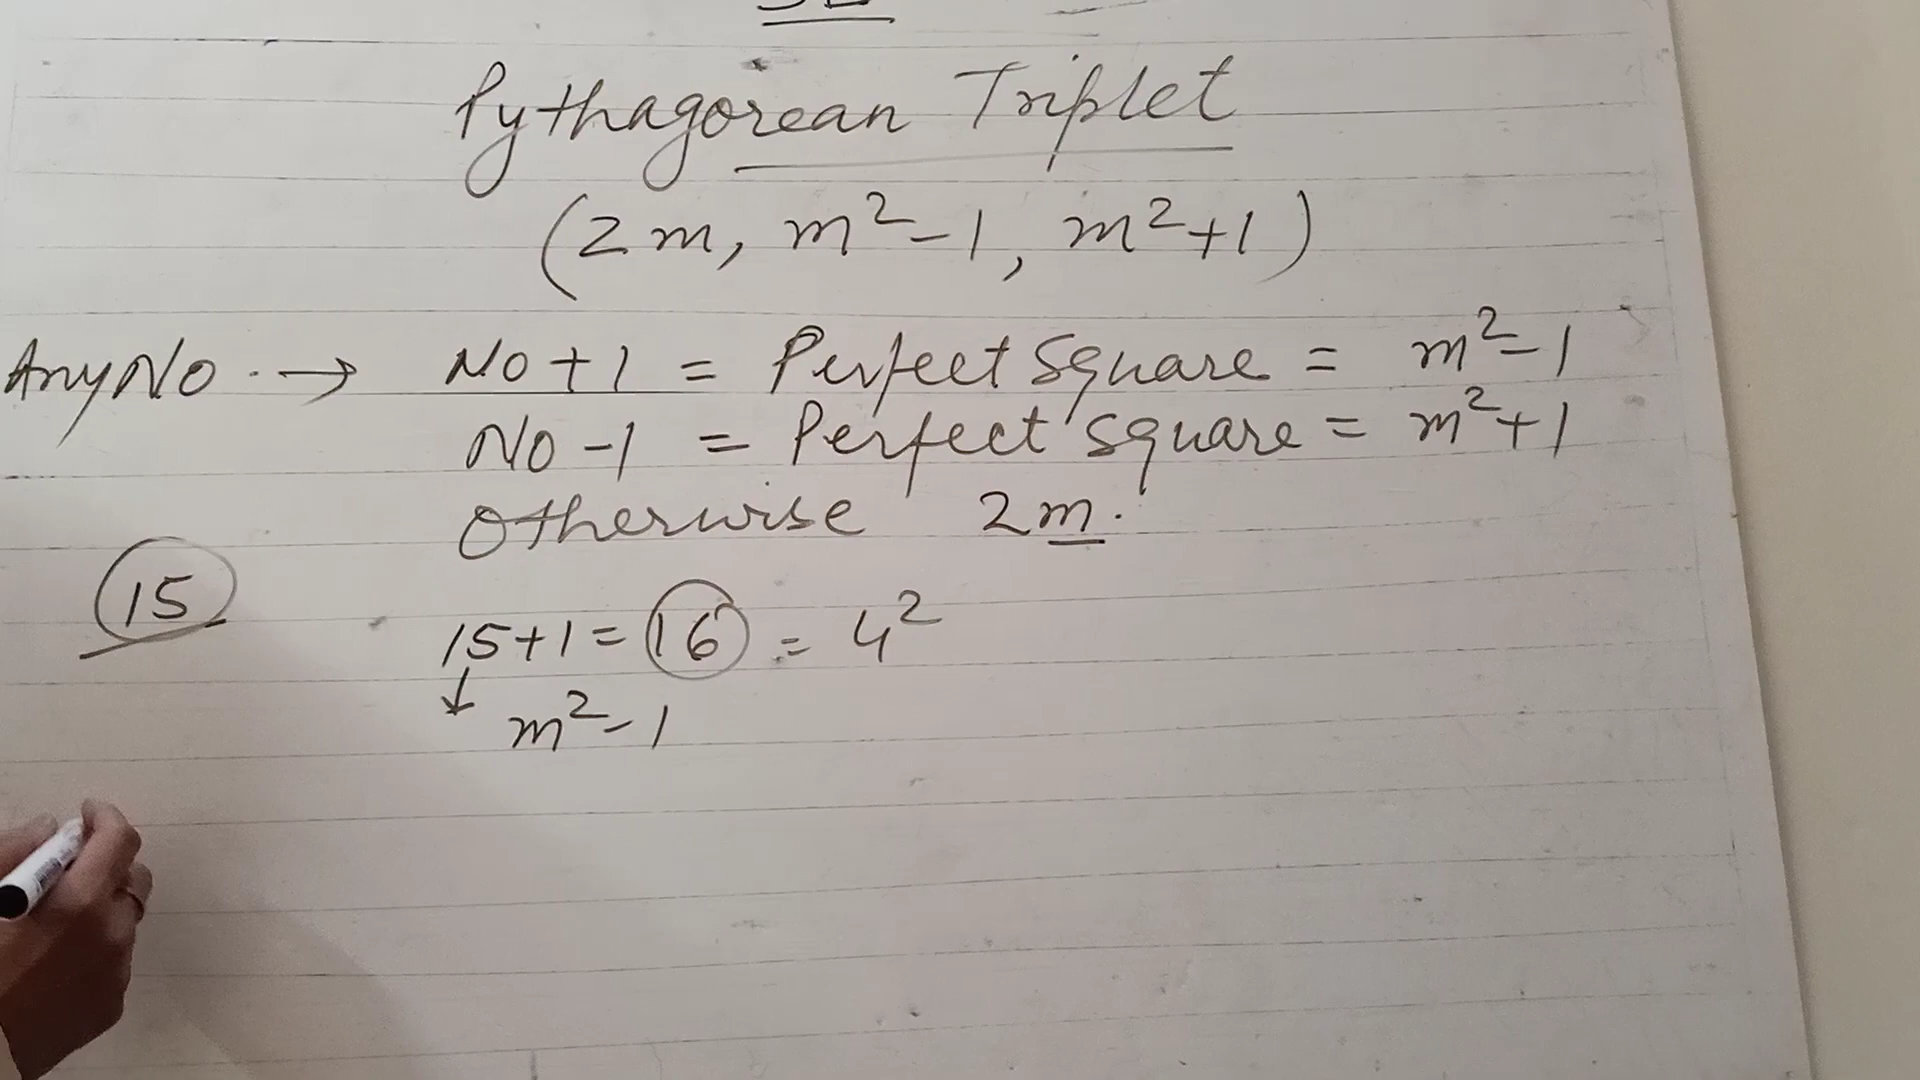 Pythagorean Triplet
(2m, m²-1, m²+1)
Any No. → No+1 = Perfect Square = m²-1
No-1 = Perfect square = m²+1
Otherwise 2m.
15
15+1 = 16 = 4²
↓ m²-1